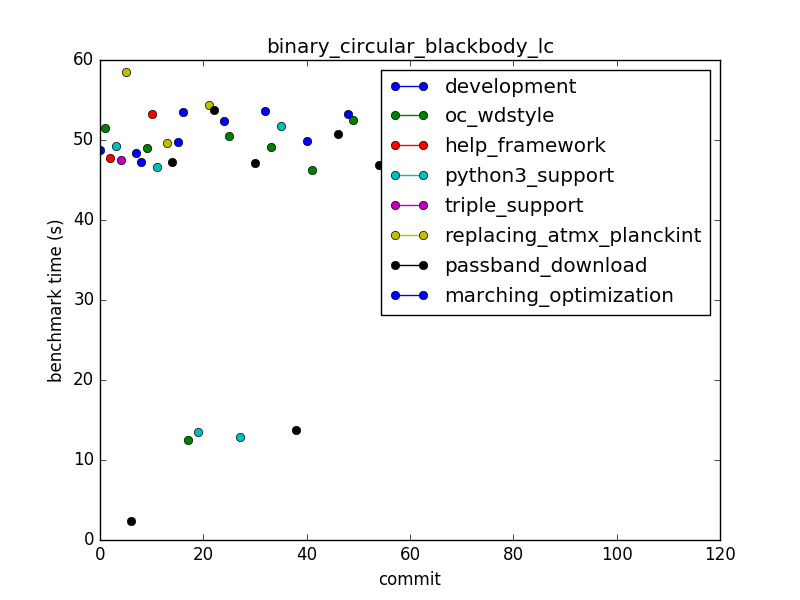 binary_circular_blackbody_lc
60
50
40
30
20
10
0
benchmark time (s)
development
oc_wdstyle
help_framework
python3_support
triple_support
replacing_atmx_planckint
passband_download
marching_optimization
0 20 40 60 80 100 120
commit